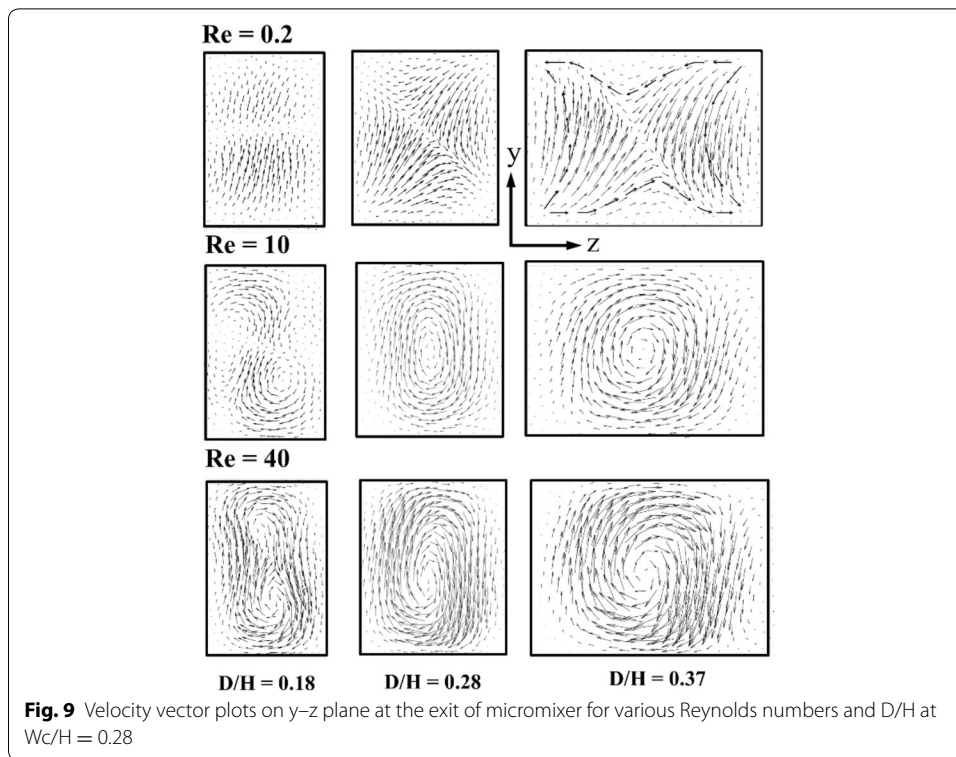 Re = 0.2
y
z
Re = 10
Re = 40
D/H = 0.18 D/H = 0.28 D/H = 0.37
Fig. 9 Velocity vector plots on y–z plane at the exit of micromixer for various Reynolds numbers and D/H at
Wc/H = 0.28